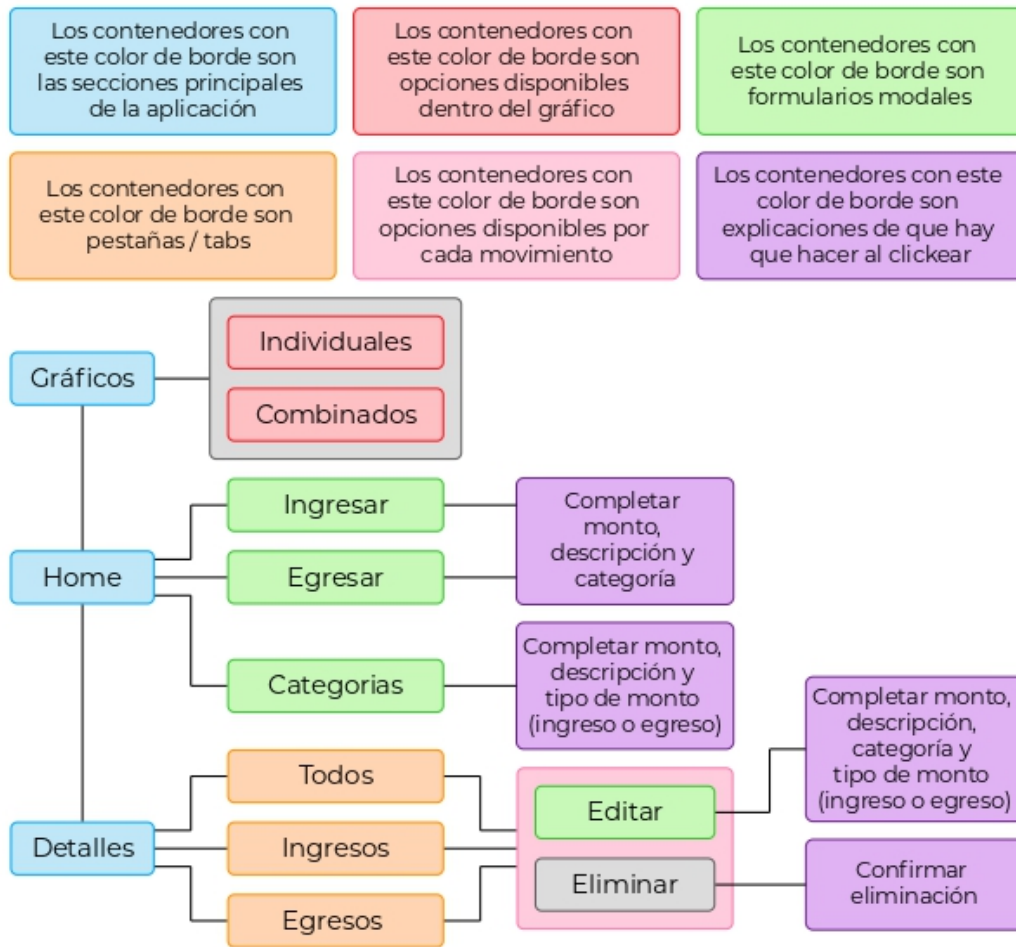 Los contenedores con
este color de borde son
las secciones principales
de la aplicación
Los contenedores con
este color de borde son
opciones disponibles
dentro del gráfico
Los contenedores con
este color de borde son
formularios modales
Los contenedores con
este color de borde son
pestañas / tabs
Los contenedores con
este color de borde son
opciones disponibles por
cada movimiento
Los contenedores con este
color de borde son
explicaciones de que hay
que hacer al clickear
Gráficos
Individuales
Combinados
Home
Ingresar
Egresar
Completar
monto,
descripción y
categoría
Categorias
Completar monto,
descripción y
tipo de monto
(ingreso o egreso)
Detalles
Todos
Ingresos
Egresos
Editar
Eliminar
Completar monto,
descripción,
categoría y
tipo de monto
(ingreso o egreso)
Confirmar
eliminación